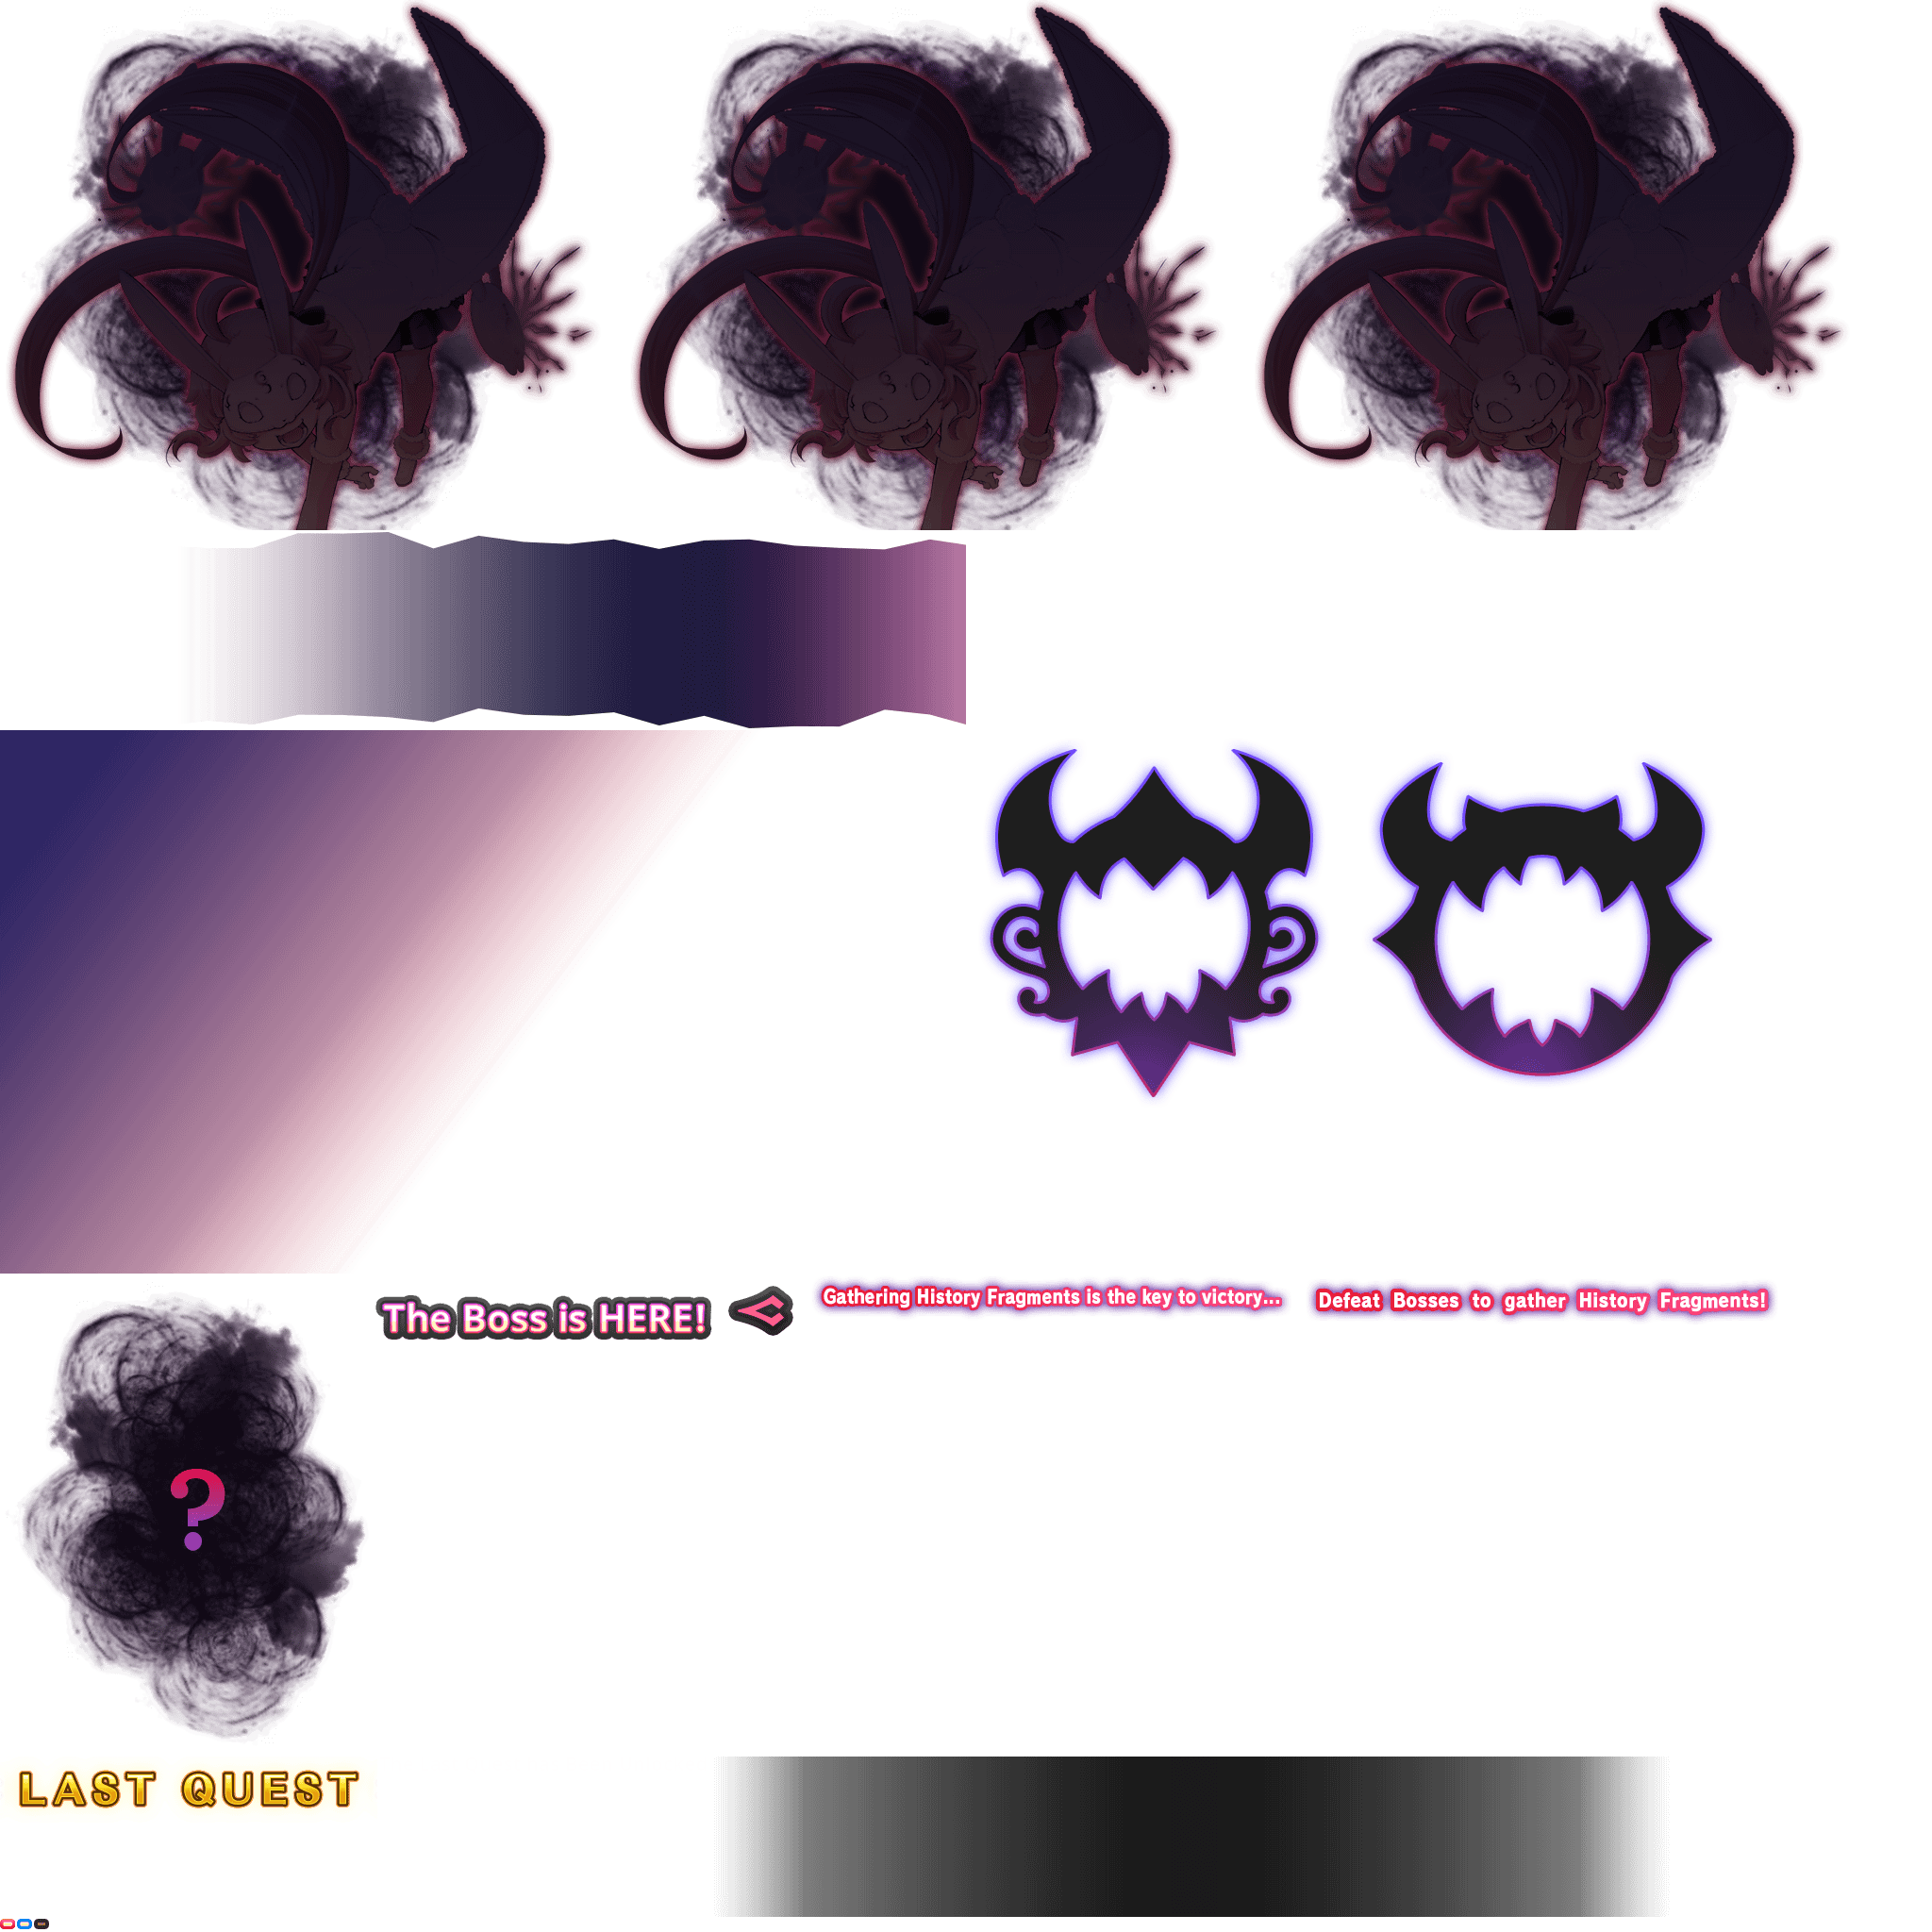 The Boss is HERE!
Gathering History Fragments is the key to victory...
Defeat Bosses to gather History Fragments!
?
LAST QUEST